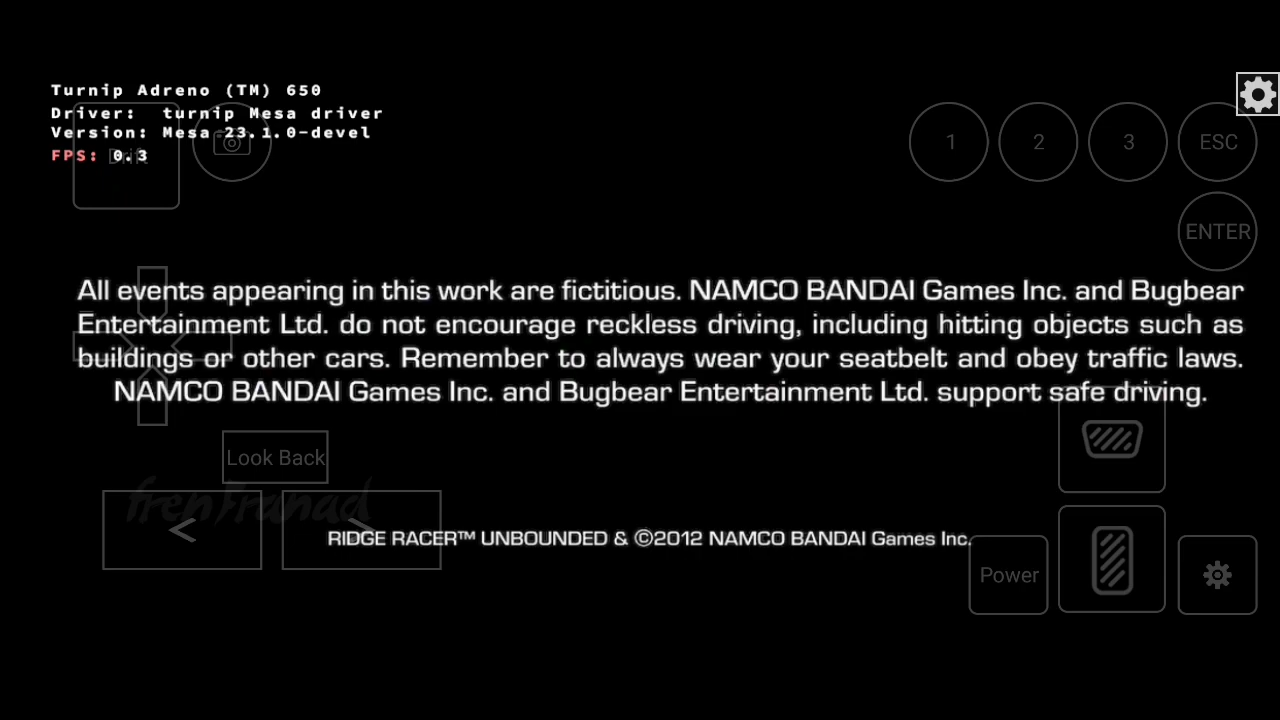 Turnip Adreno (TM) 650
Driver: turnip Mesa driver
Version: Mesa 23.1.0-devel
FPS: 0.3
Drift
1 2 3 ESC
ENTER
All events appearing in this work are fictitious. NAMCO BANDAI Games Inc. and Bugbear
Entertainment Ltd. do not encourage reckless driving, including hitting objects such as
buildings or other cars. Remember to always wear your seatbelt and obey traffic laws.
NAMCO BANDAI Games Inc. and Bugbear Entertainment Ltd. support safe driving.
Look Back
< >
RIDGE RACER™ UNBOUNDED & ©2012 NAMCO BANDAI Games Inc.
Power